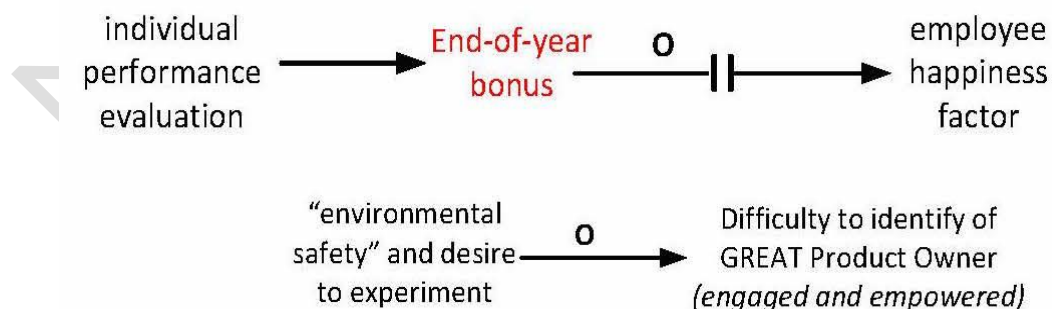 individual
performance
evaluation
End-of-year
bonus
O
employee
happiness
factor
“environmental
safety” and desire
to experiment
O
Difficulty to identify of
GREAT Product Owner
(engaged and empowered)